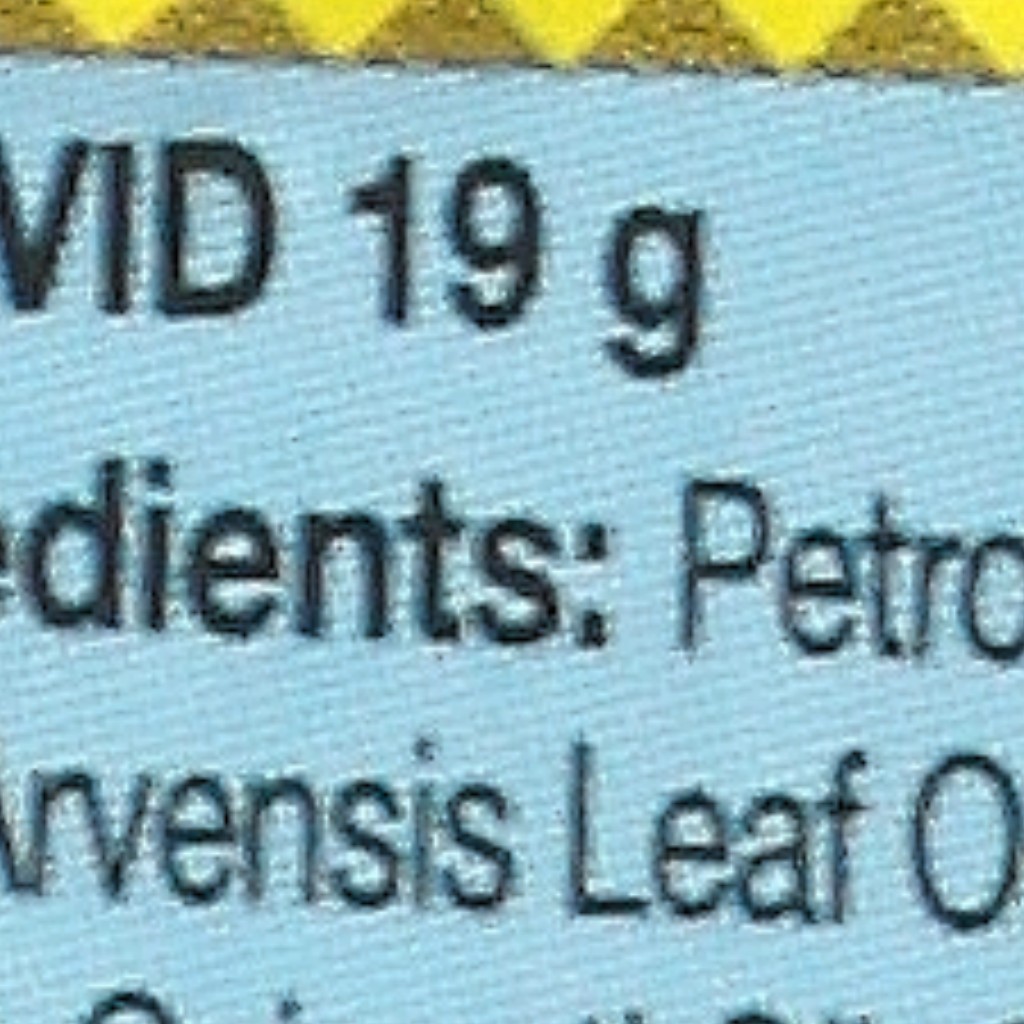 VID 19 g
edients: Petro
Arvensis Leaf O